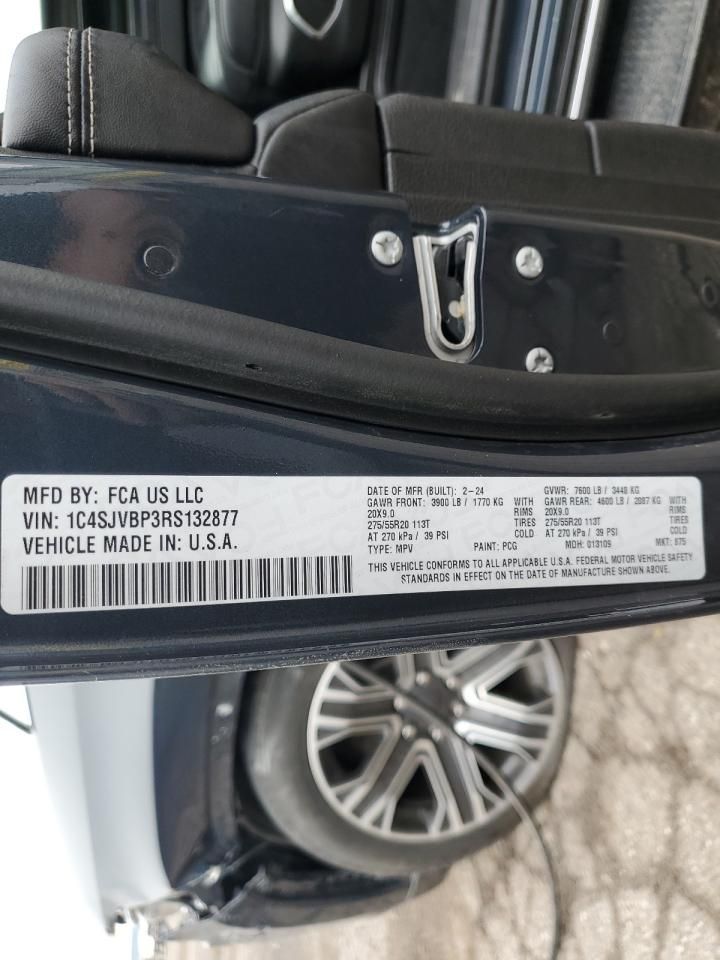 MFD BY: FCA US LLC
VIN: 1C4SJVBP3RS132877
VEHICLE MADE IN: U.S.A.
DATE OF MFR (BUILT): 2-24 GVWR: 7600 LB / 3448 KG
GAWR FRONT: 3900 LB / 1770 KG WITH GAWR REAR: 4600 LB / 2087 KG WITH
20X9.0 RIMS 20X9.0 RIMS
275/55R20 113T TIRES 275/55R20 113T TIRES
AT 270 kPa / 39 PSI COLD AT 270 kPa / 39 PSI COLD
TYPE: MPV PAINT: PCG MDH: 013109 MKT: 875
THIS VEHICLE CONFORMS TO ALL APPLICABLE U.S.A. FEDERAL MOTOR VEHICLE SAFETY
STANDARDS IN EFFECT ON THE DATE OF MANUFACTURE SHOWN ABOVE.